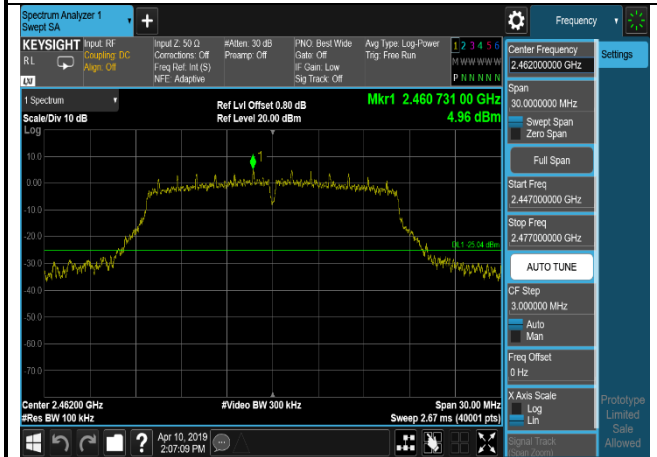 Spectrum Analyzer 1
Swept SA
+
Frequency
KEYSIGHT
RL
LXI
Input: RF
Coupling: DC
Align: Off
Input Z: 50 Ω
Corrections: Off
Freq Ref: Int (S)
NFE: Adaptive
#Atten: 30 dB
Preamp: Off
PNO: Best Wide
Gate: Off
IF Gain: Low
Sig Track: Off
Avg Type: Log-Power
Trig: Free Run
1 2 3 4 5 6
M W W W W W
P N N N N N
1 Spectrum
Scale/Div 10 dB
Log
Ref Lvl Offset 0.80 dB
Ref Level 20.00 dBm
Mkr1 2.460 731 00 GHz
4.96 dBm
10.0
0.00
-10.0
-20.0
-30.0
-40.0
-50.0
-60.0
-70.0
1
DL1 -25.04 dBm
Center 2.46200 GHz
#Res BW 100 kHz
#Video BW 300 kHz
Span 30.00 MHz
Sweep 2.67 ms (40001 pts)
Center Frequency
2.462000000 GHz
Settings
Span
30.0000000 MHz
Swept Span
Zero Span
Full Span
Start Freq
2.447000000 GHz
Stop Freq
2.477000000 GHz
AUTO TUNE
CF Step
3.000000 MHz
Auto
Man
Freq Offset
0 Hz
X Axis Scale
Log
Lin
Signal Track
(Span Zoom)
Prototype
Limited
Sale
Allowed
?
Apr 10, 2019
2:07:09 PM